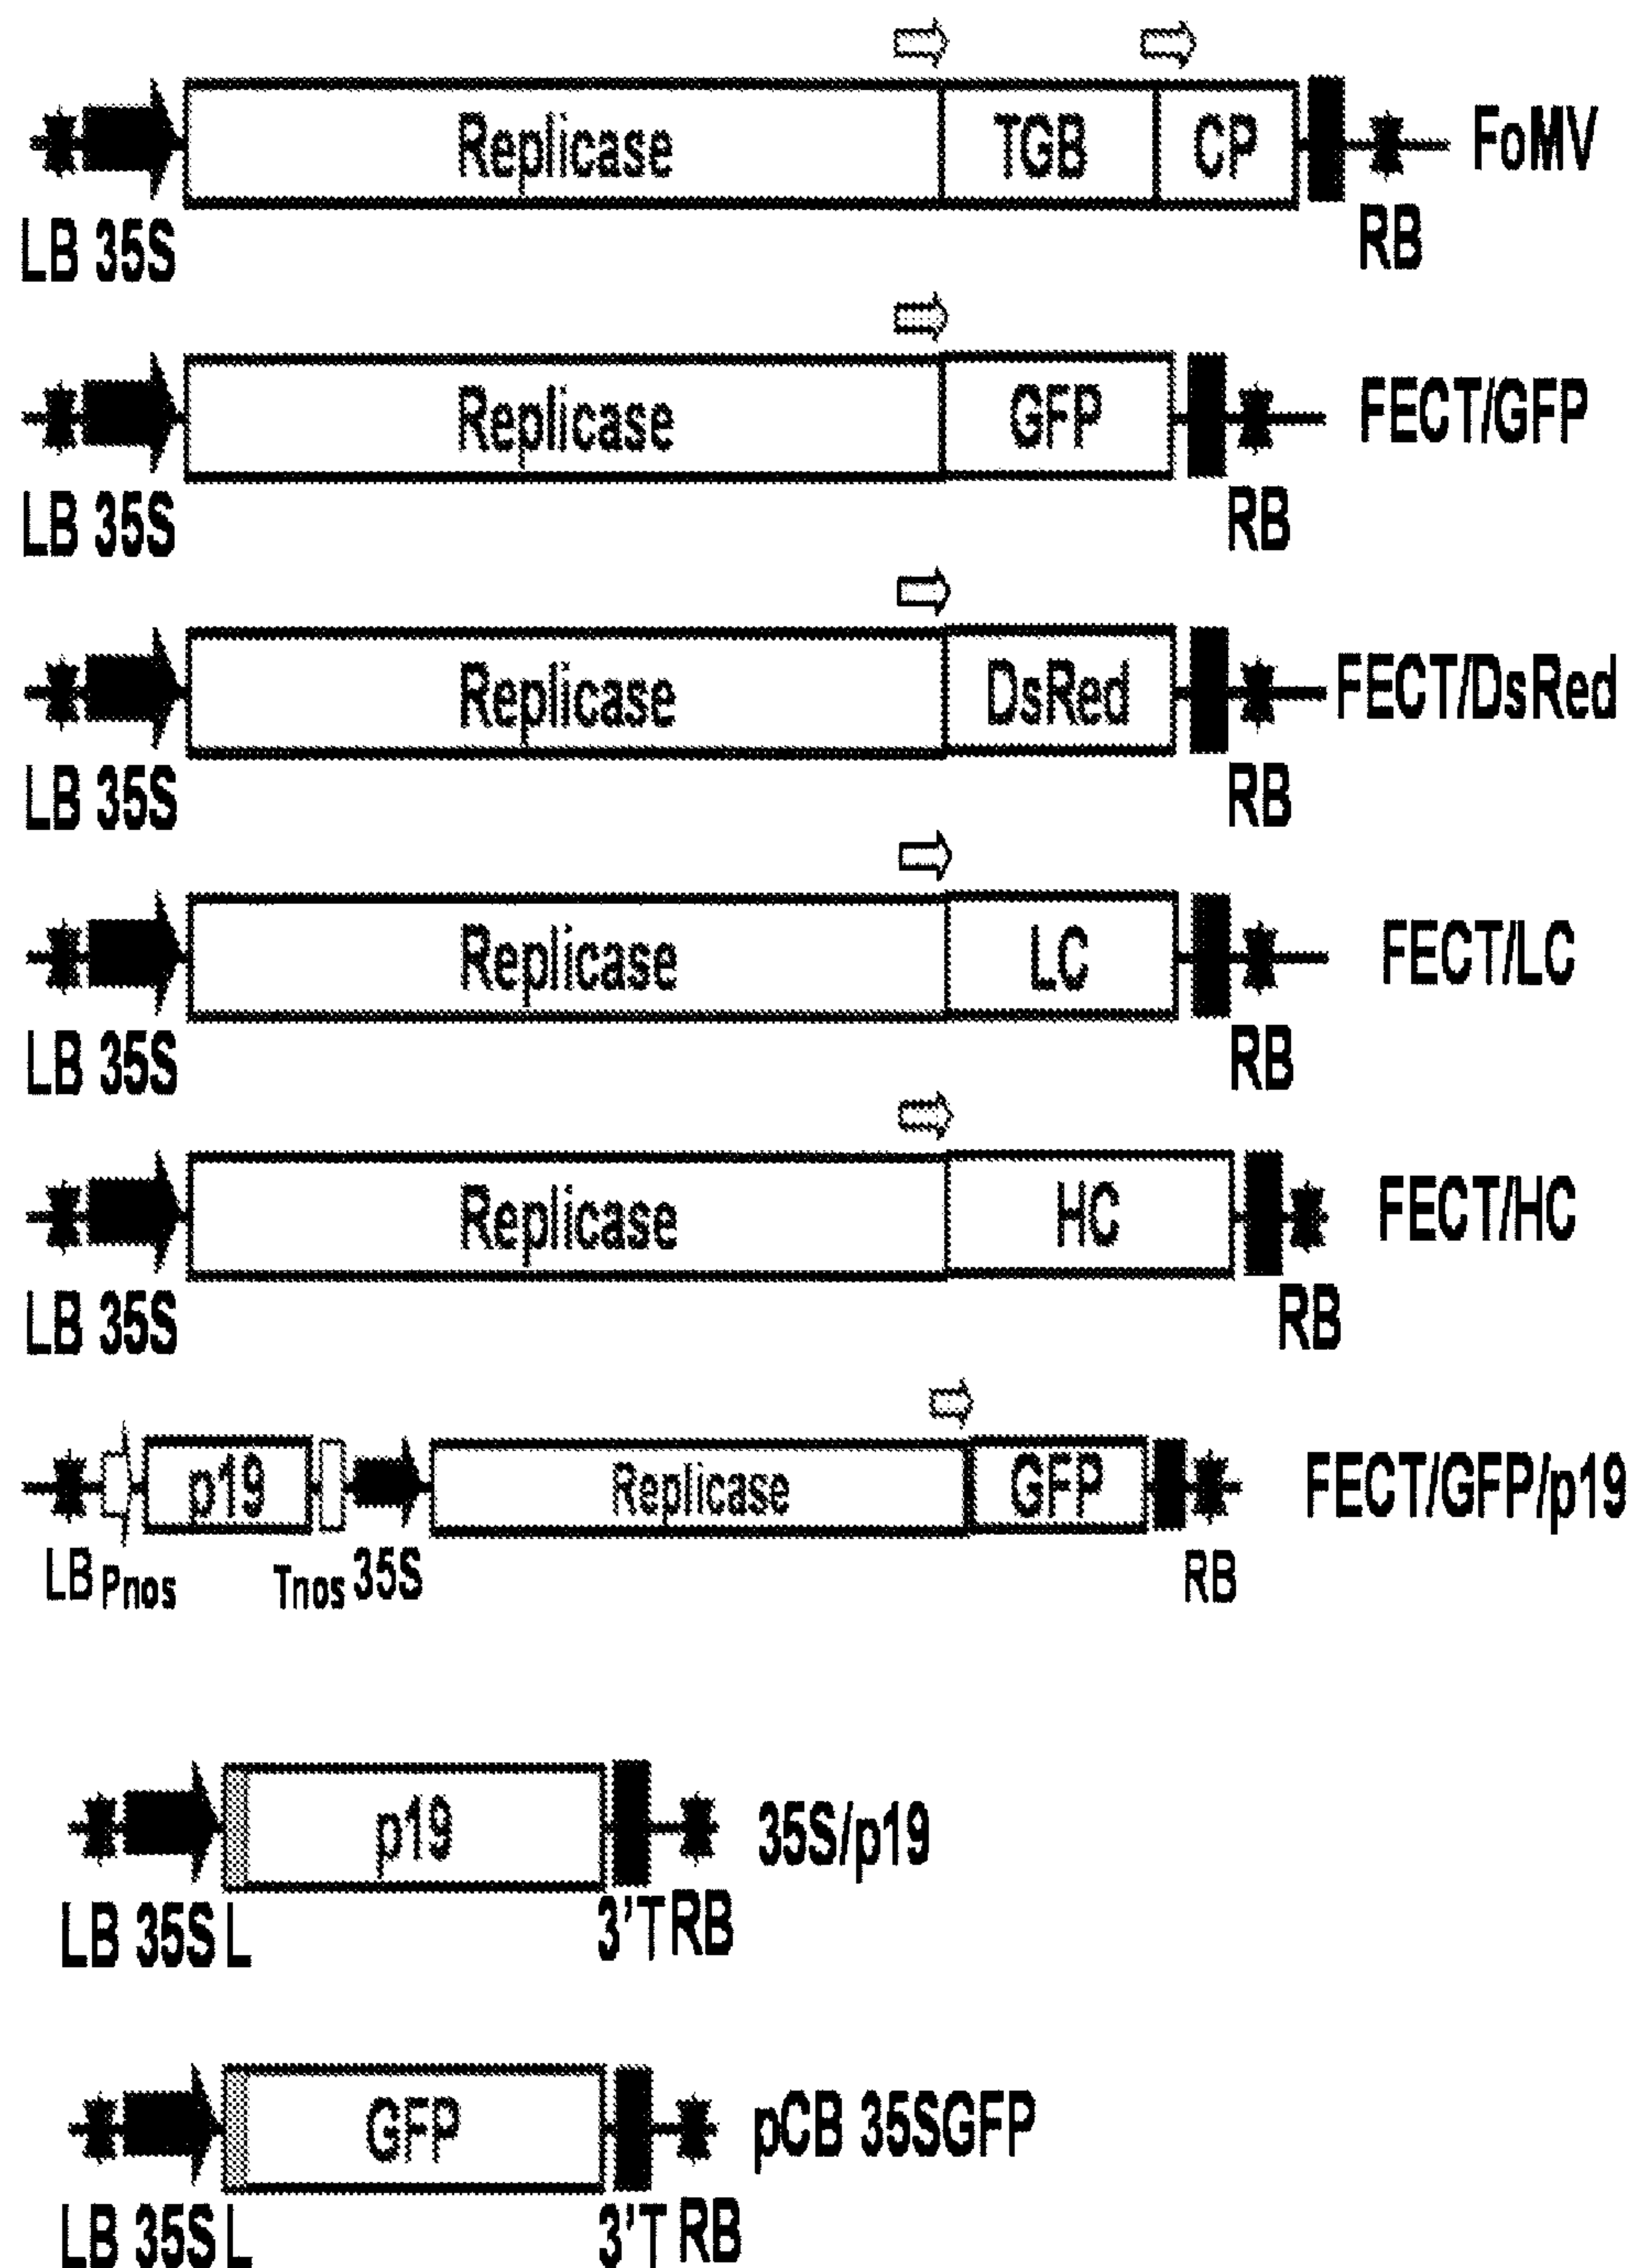 Replicase TGB CP FoMV
LB 35S RB
Replicase GFP FECT/GFP
LB 35S RB
Replicase DsRed FECT/DsRed
LB 35S RB
Replicase LC FECT/LC
LB 35S RB
Replicase HC FECT/HC
LB 35S RB
p19 Replicase GFP FECT/GFP/p19
LB Pnos Tnos 35S RB
p19 35S/p19
LB 35S L 3'T RB
GFP pCB 35SGFP
LB 35S L 3'T RB